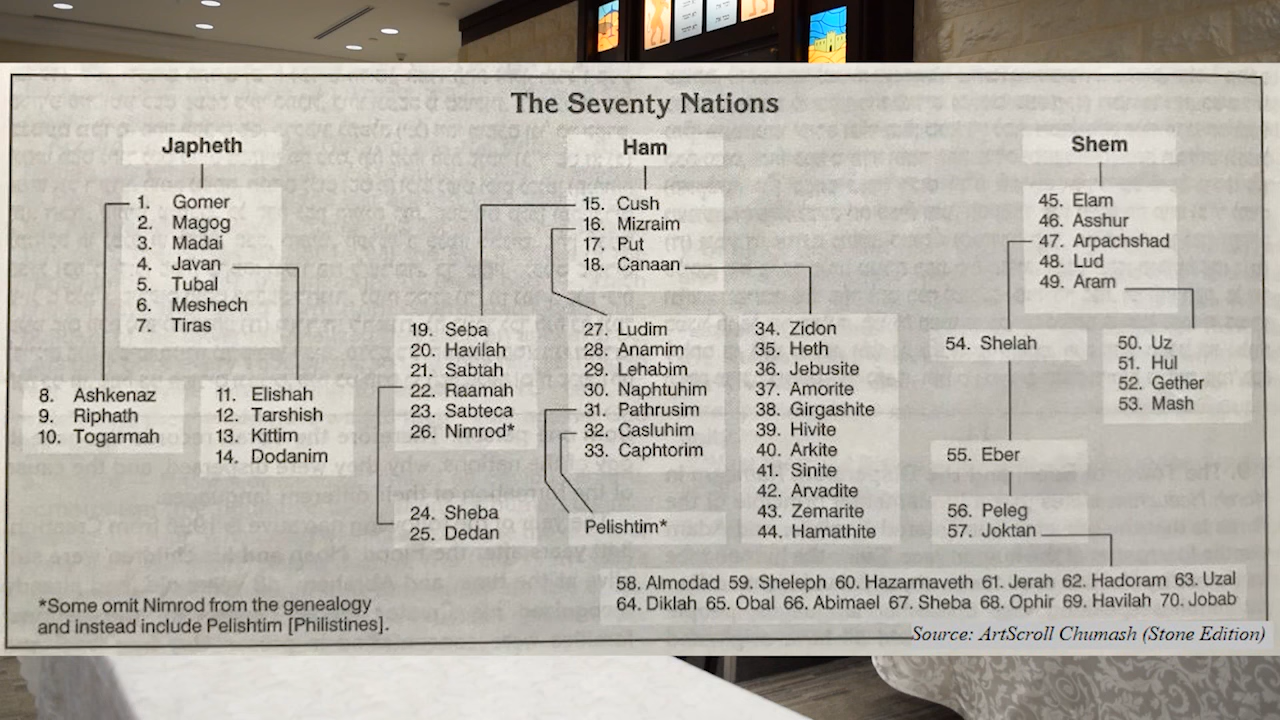 The Seventy Nations
Japheth
1. Gomer
2. Magog
3. Madai
4. Javan
5. Tubal
6. Meshech
7. Tiras
8. Ashkenaz
9. Riphath
10. Togarmah
11. Elishah
12. Tarshish
13. Kittim
14. Dodanim
Ham
15. Cush
16. Mizraim
17. Put
18. Canaan
19. Seba
20. Havilah
21. Sabtah
22. Raamah
23. Sabteca
26. Nimrod*
24. Sheba
25. Dedan
27. Ludim
28. Anamim
29. Lehabim
30. Naphtuhim
31. Pathrusim
32. Casluhim
33. Caphtorim
Pelishtim*
34. Zidon
35. Heth
36. Jebusite
37. Amorite
38. Girgashite
39. Hivite
40. Arkite
41. Sinite
42. Arvadite
43. Zemarite
44. Hamathite
Shem
45. Elam
46. Asshur
47. Arpachshad
48. Lud
49. Aram
54. Shelah
50. Uz
51. Hul
52. Gether
53. Mash
55. Eber
56. Peleg
57. Joktan
58. Almodad 59. Sheleph 60. Hazarmaveth 61. Jerah 62. Hadoram 63. Uzal
64. Diklah 65. Obal 66. Abimael 67. Sheba 68. Ophir 69. Havilah 70. Jobab
*Some omit Nimrod from the genealogy
and instead include Pelishtim [Philistines].
Source: ArtScroll Chumash (Stone Edition)